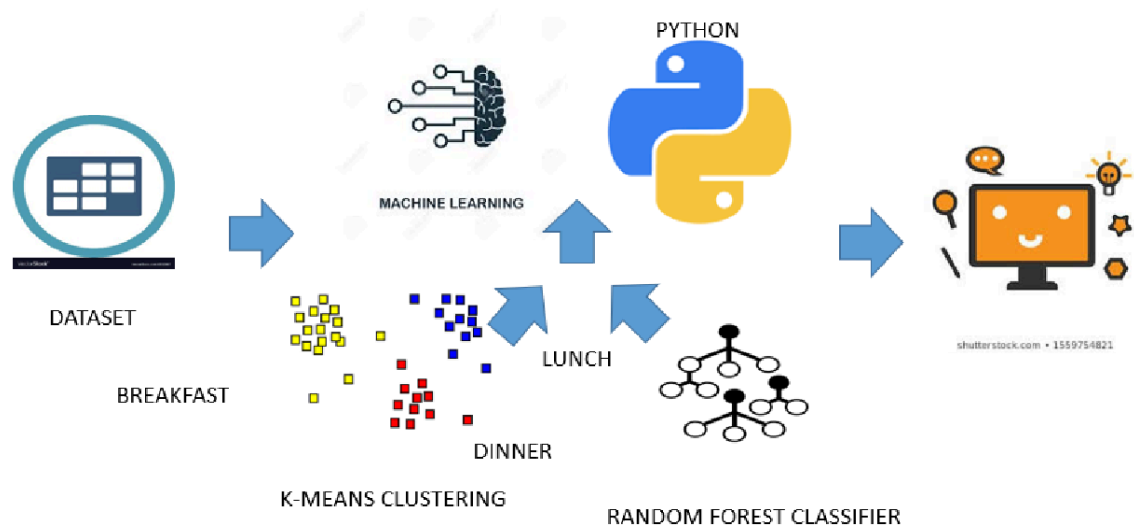 PYTHON
MACHINE LEARNING
DATASET
shutterstock.com • 1559754821
LUNCH
BREAKFAST
DINNER
K-MEANS CLUSTERING
RANDOM FOREST CLASSIFIER